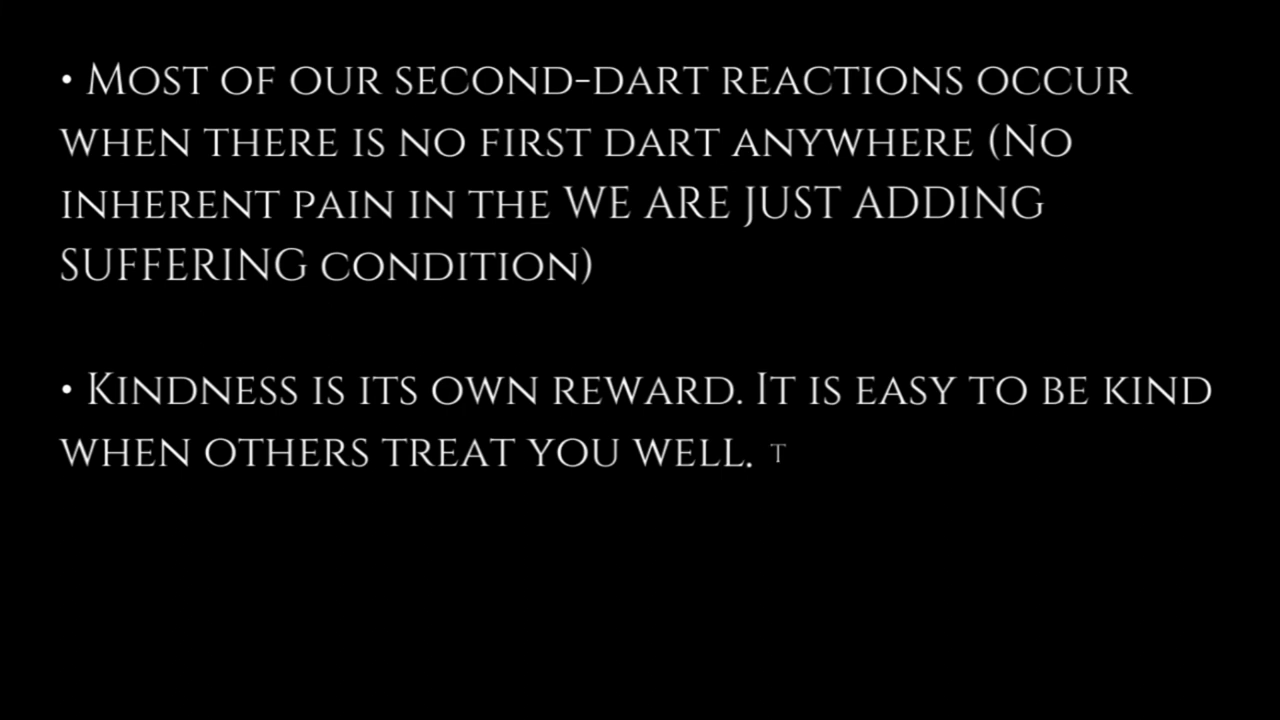 • Most of our second-dart reactions occur
when there is no first dart anywhere (No
inherent pain in the WE ARE JUST ADDING
SUFFERING condition)
• Kindness is its own reward. It is easy to be kind
when others treat you well. T